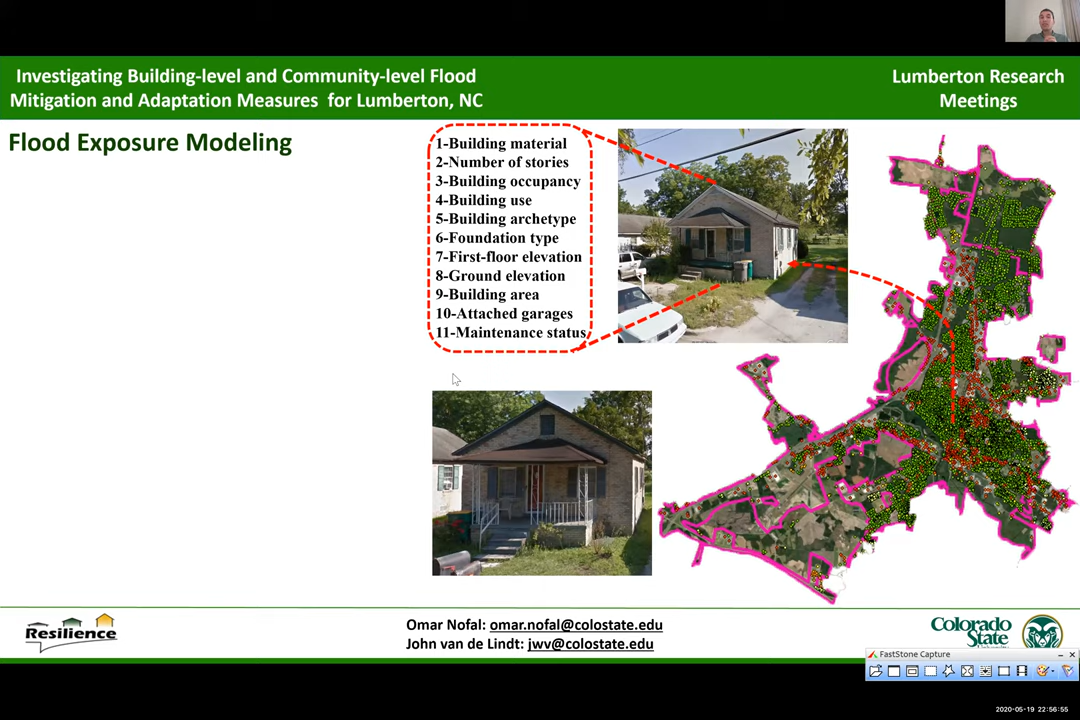 Investigating Building-level and Community-level Flood
Mitigation and Adaptation Measures for Lumberton, NC
Lumberton Research
Meetings
Flood Exposure Modeling
1-Building material
2-Number of stories
3-Building occupancy
4-Building use
5-Building archetype
6-Foundation type
7-First-floor elevation
8-Ground elevation
9-Building area
10-Attached garages
11-Maintenance status
Resilience
Omar Nofal: omar.nofal@colostate.edu
John van de Lindt: jwv@colostate.edu
Colorado
State
FastStone Capture
2020-05-19 22:56:55